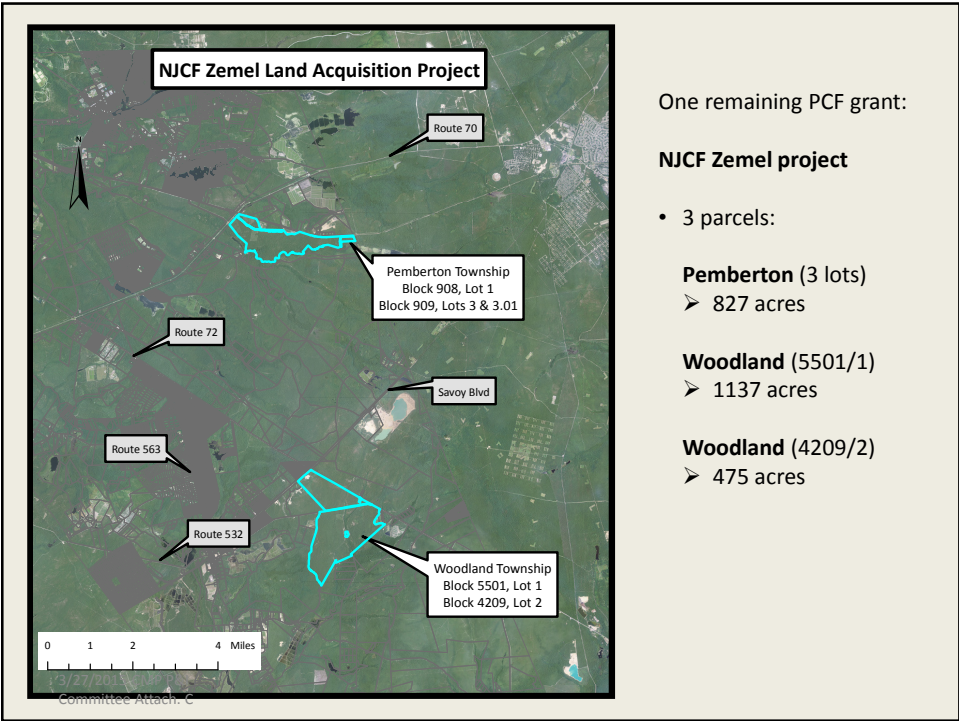 NJCF Zemel Land Acquisition Project
N
Route 70
Pemberton Township
Block 908, Lot 1
Block 909, Lots 3 & 3.01
Route 72
Savoy Blvd
Route 563
Route 532
Woodland Township
Block 5501, Lot 1
Block 4209, Lot 2
0 1 2 4 Miles
Committee Attach. C
One remaining PCF grant:
NJCF Zemel project
• 3 parcels:
Pemberton (3 lots)
➢ 827 acres
Woodland (5501/1)
➢ 1137 acres
Woodland (4209/2)
➢ 475 acres